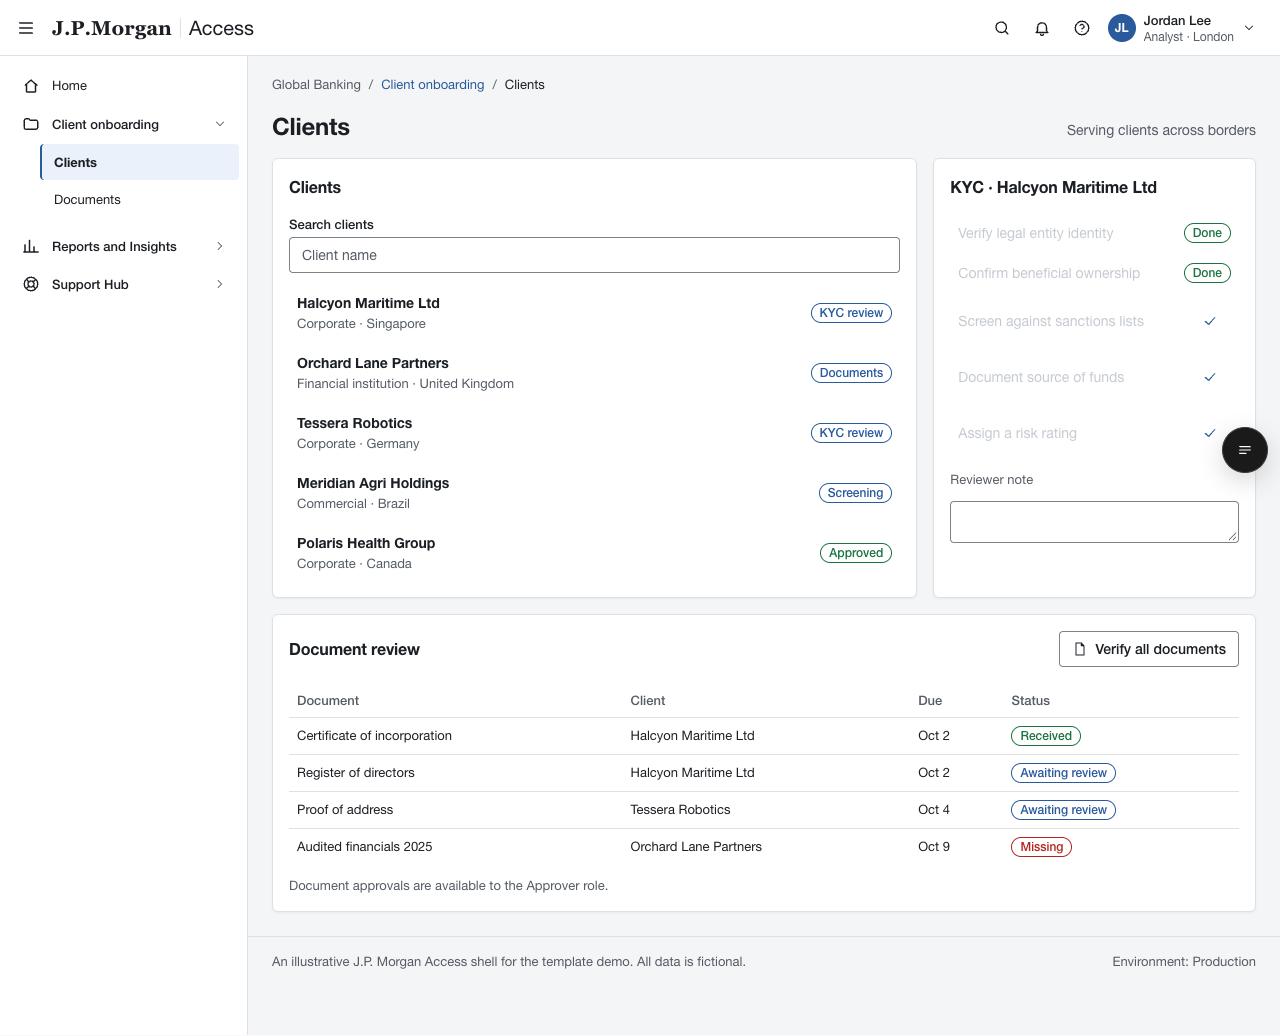 J.P.Morgan Access
JL
Jordan Lee
Analyst · London
Home
Client onboarding
Clients
Documents
Reports and Insights
Support Hub
Global Banking / Client onboarding / Clients
Clients
Serving clients across borders
Clients
Search clients
Client name
Halcyon Maritime Ltd
Corporate · Singapore
KYC review
Orchard Lane Partners
Financial institution · United Kingdom
Documents
Tessera Robotics
Corporate · Germany
KYC review
Meridian Agri Holdings
Commercial · Brazil
Screening
Polaris Health Group
Corporate · Canada
Approved
KYC · Halcyon Maritime Ltd
Verify legal entity identity Done
Confirm beneficial ownership Done
Screen against sanctions lists
Document source of funds
Assign a risk rating
Reviewer note
Document review
Verify all documents
Document Client Due Status
Certificate of incorporation Halcyon Maritime Ltd Oct 2 Received
Register of directors Halcyon Maritime Ltd Oct 2 Awaiting review
Proof of address Tessera Robotics Oct 4 Awaiting review
Audited financials 2025 Orchard Lane Partners Oct 9 Missing
Document approvals are available to the Approver role.
An illustrative J.P. Morgan Access shell for the template demo. All data is fictional.
Environment: Production